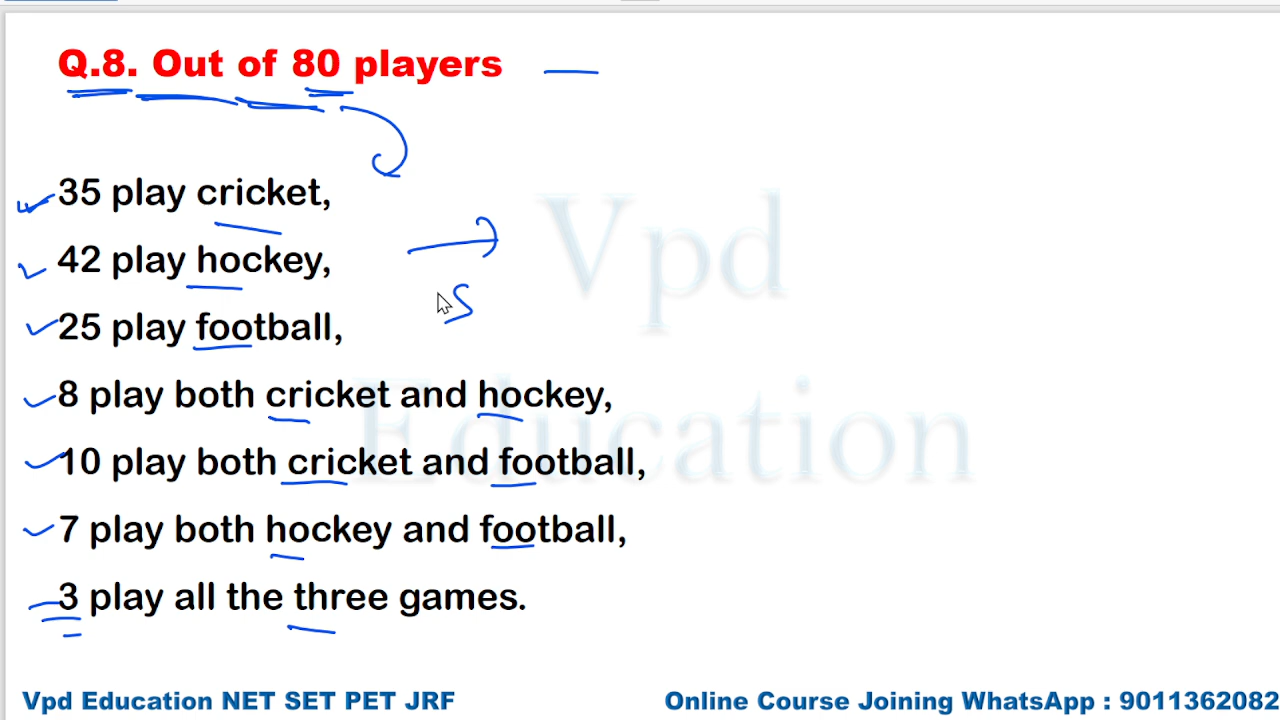 Q.8. Out of 80 players
35 play cricket,
42 play hockey,
S
25 play football,
8 play both cricket and hockey,
10 play both cricket and football,
7 play both hockey and football,
3 play all the three games.
Vpd
Education
Vpd Education NET SET PET JRF
Online Course Joining WhatsApp : 9011362082